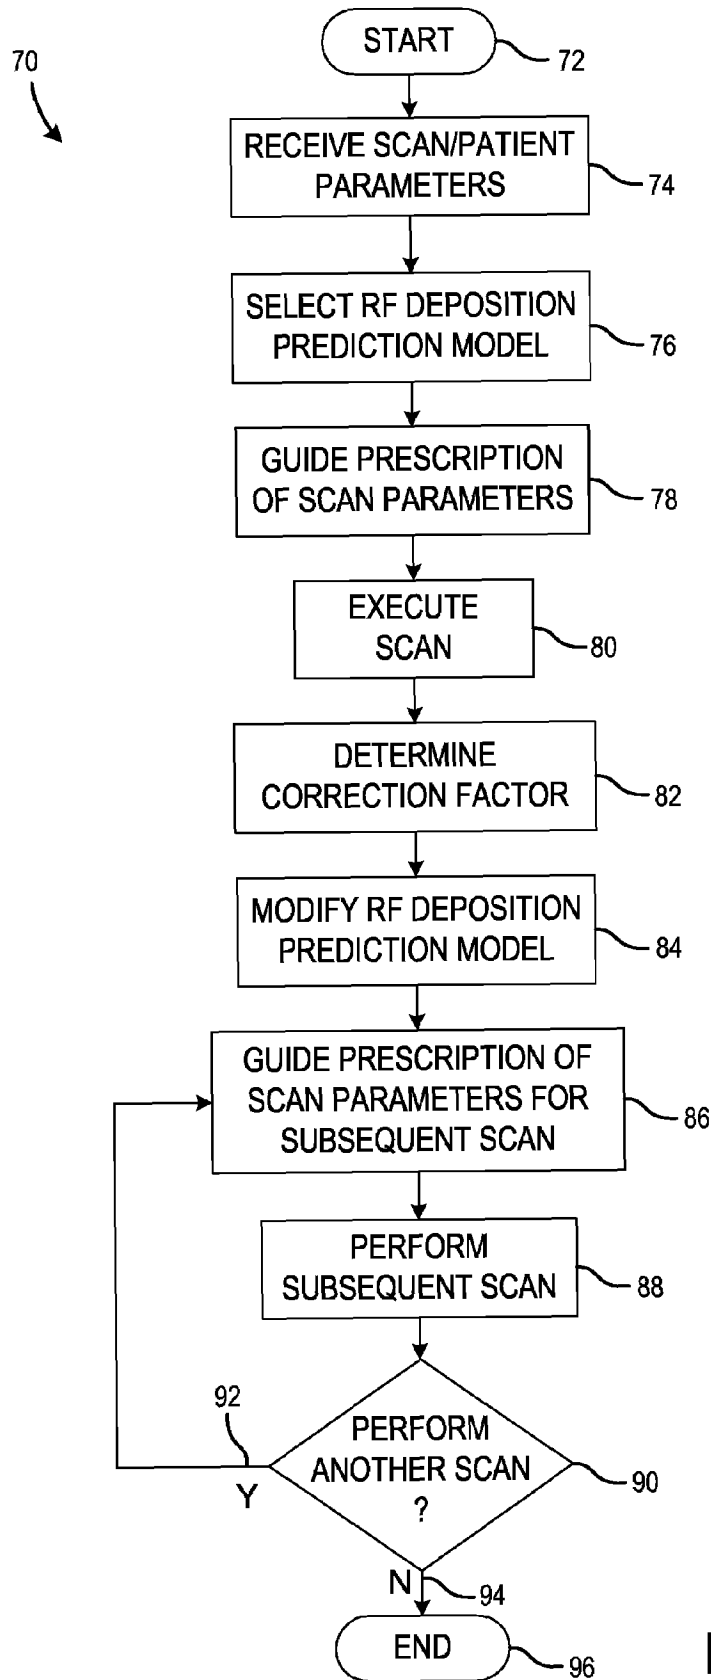 START
72
70
RECEIVE SCAN/PATIENT
PARAMETERS
74
SELECT RF DEPOSITION
PREDICTION MODEL
76
GUIDE PRESCRIPTION
OF SCAN PARAMETERS
78
EXECUTE
SCAN
80
DETERMINE
CORRECTION FACTOR
82
MODIFY RF DEPOSITION
PREDICTION MODEL
84
GUIDE PRESCRIPTION OF
SCAN PARAMETERS FOR
SUBSEQUENT SCAN
86
PERFORM
SUBSEQUENT SCAN
88
92
Y
PERFORM
ANOTHER SCAN
?
90
N
94
END
96